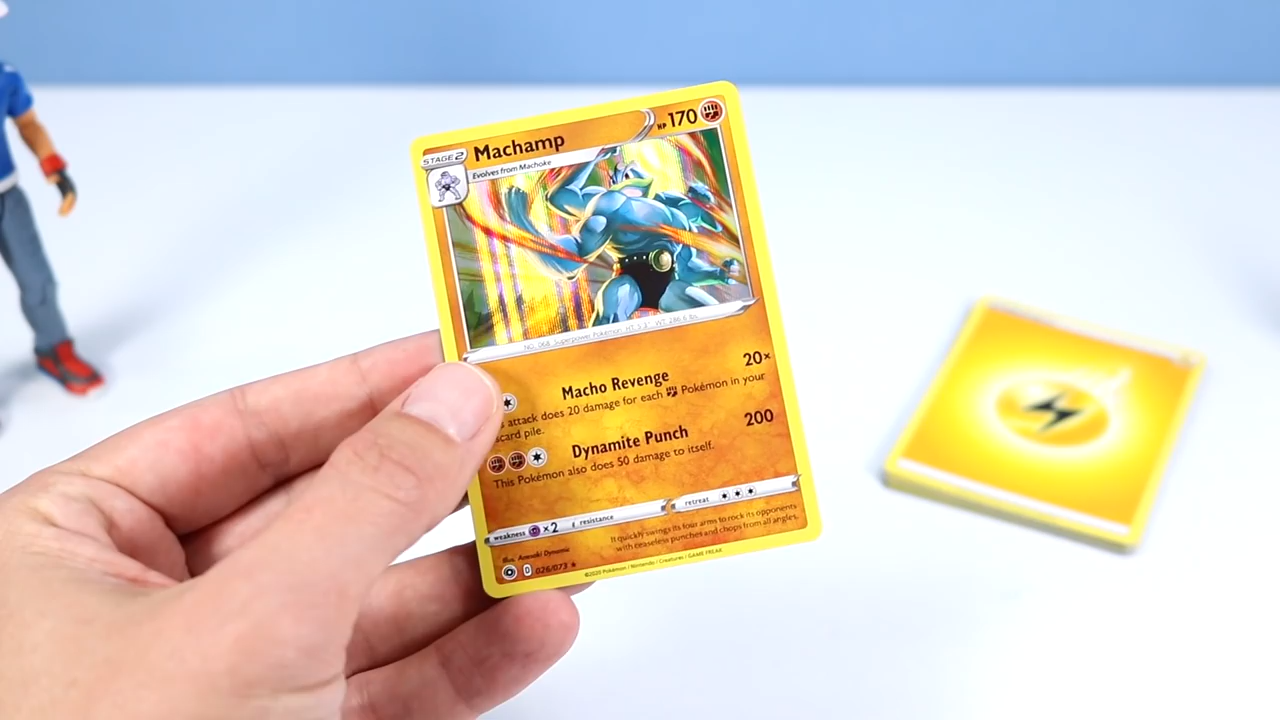 STAGE 2 Machamp HP 170
Evolves from Machoke
NO. 068 Superpower Pokémon HT. 5'3" WT. 286.6 lbs.
Macho Revenge 20×
attack does 20 damage for each Pokémon in your
card pile.
Dynamite Punch 200
This Pokémon also does 50 damage to itself.
weakness ×2 resistance retreat
It quickly swings its four arms to rock its opponents
with ceaseless punches and chops from all angles.
Illus. Anesaki Dynamic
D 026/073 ★
©2020 Pokémon / Nintendo / Creatures / GAME FREAK